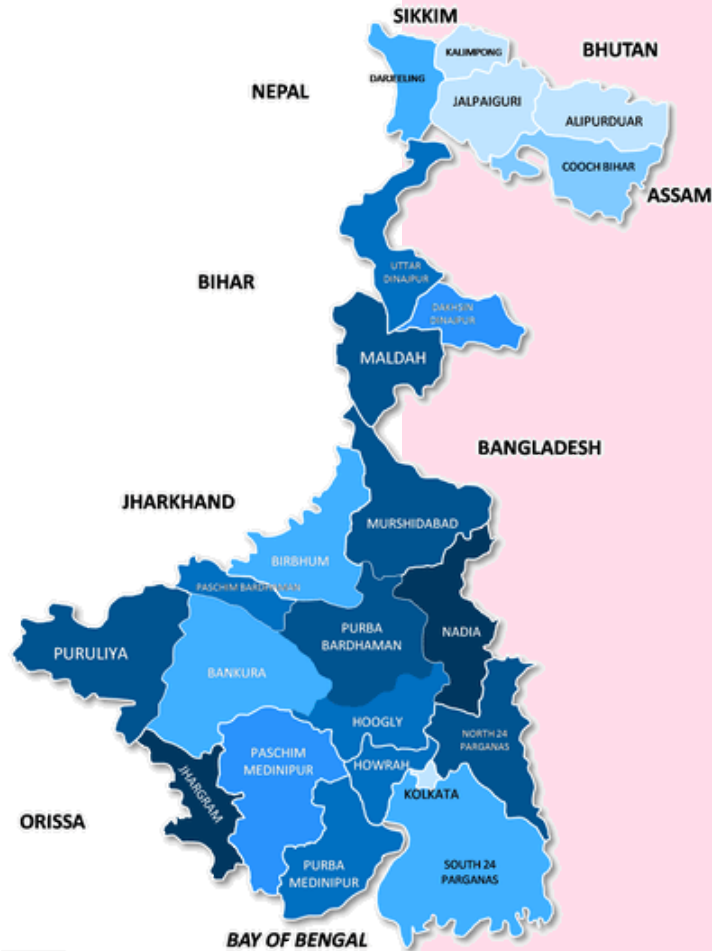 SIKKIM
KALIMPONG
BHUTAN
DARJEELING
NEPAL
JALPAIGURI
ALIPURDUAR
COOCH BIHAR
ASSAM
UTTAR
DINAJPUR
BIHAR
DAKHSIN
DINAJPUR
MALDAH
BANGLADESH
JHARKHAND
MURSHIDABAD
BIRBHUM
PASCHIM BARDHAMAN
PURBA
BARDHAMAN
NADIA
PURULIYA
BANKURA
HOOGLY
NORTH 24
PARGANAS
PASCHIM
MEDINIPUR
HOWRAH
JHARGRAM
KOLKATA
ORISSA
PURBA
MEDINIPUR
SOUTH 24
PARGANAS
BAY OF BENGAL